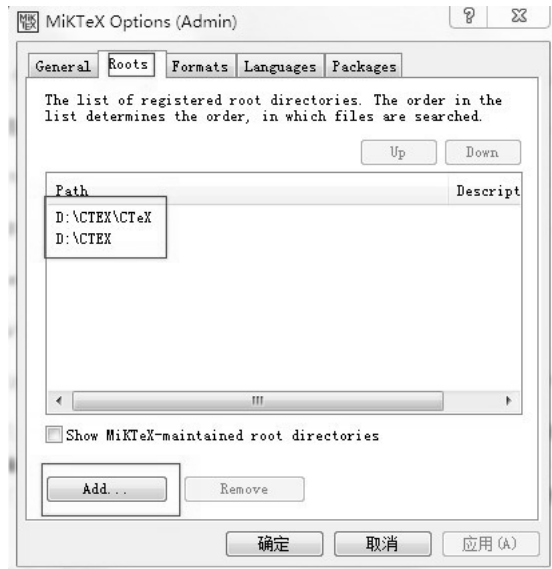 MiKTeX Options (Admin)
General Roots Formats Languages Packages
The list of registered root directories. The order in the
list determines the order, in which files are searched.
Up Down
Path Descript
D:\CTEX\CTeX
D:\CTEX
Show MiKTeX-maintained root directories
Add... Remove
确定 取消 应用(A)